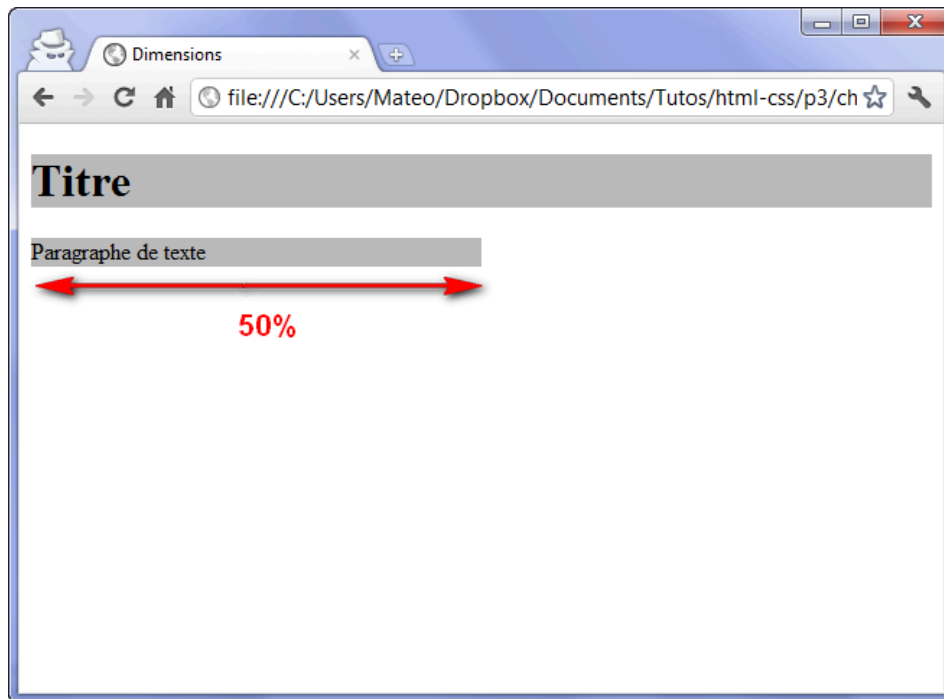 Dimensions
file:///C:/Users/Mateo/Dropbox/Documents/Tutos/html-css/p3/ch
Titre
Paragraphe de texte
50%